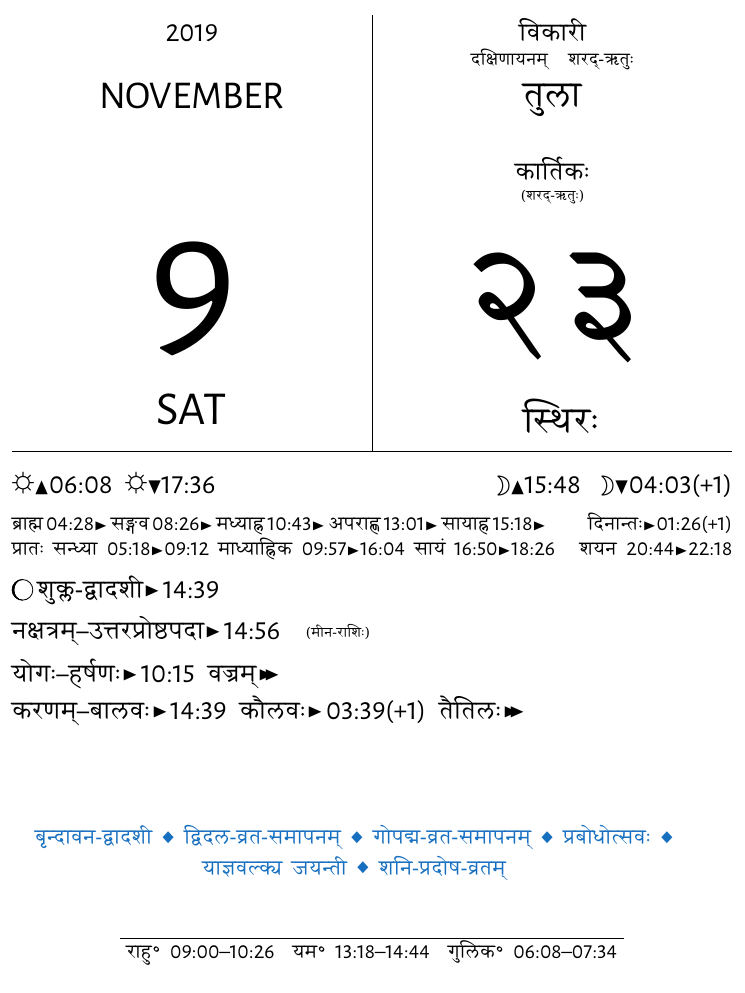 2019
NOVEMBER
9
SAT
विकारी
दक्षिणायनम् शरद्-ऋतुः
तुला
कार्तिकः
(शरद्-ऋतुः)
२३
स्थिरः
☼▲06:08 ☼▼17:36 ☽▲15:48 ☽▼04:03(+1)
ब्राह्म 04:28► सङ्गव 08:26► मध्याह्न 10:43► अपराह्ण 13:01► सायाह्न 15:18► दिनान्तः►01:26(+1)
प्रातः सन्ध्या 05:18►09:12 माध्याह्निक 09:57►16:04 सायं 16:50►18:26 शयन 20:44►22:18
शुक्ल-द्वादशी►14:39
नक्षत्रम्–उत्तरप्रोष्ठपदा►14:56 (मीन-राशिः)
योगः–हर्षणः►10:15 वज्रम्►►
करणम्–बालवः►14:39 कौलवः►03:39(+1) तैतिलः►►
बृन्दावन-द्वादशी ◆ द्विदल-व्रत-समापनम् ◆ गोपद्म-व्रत-समापनम् ◆ प्रबोधोत्सवः ◆
याज्ञवल्क्य जयन्ती ◆ शनि-प्रदोष-व्रतम्
राहु॰ 09:00–10:26 यम॰ 13:18–14:44 गुलिक॰ 06:08–07:34